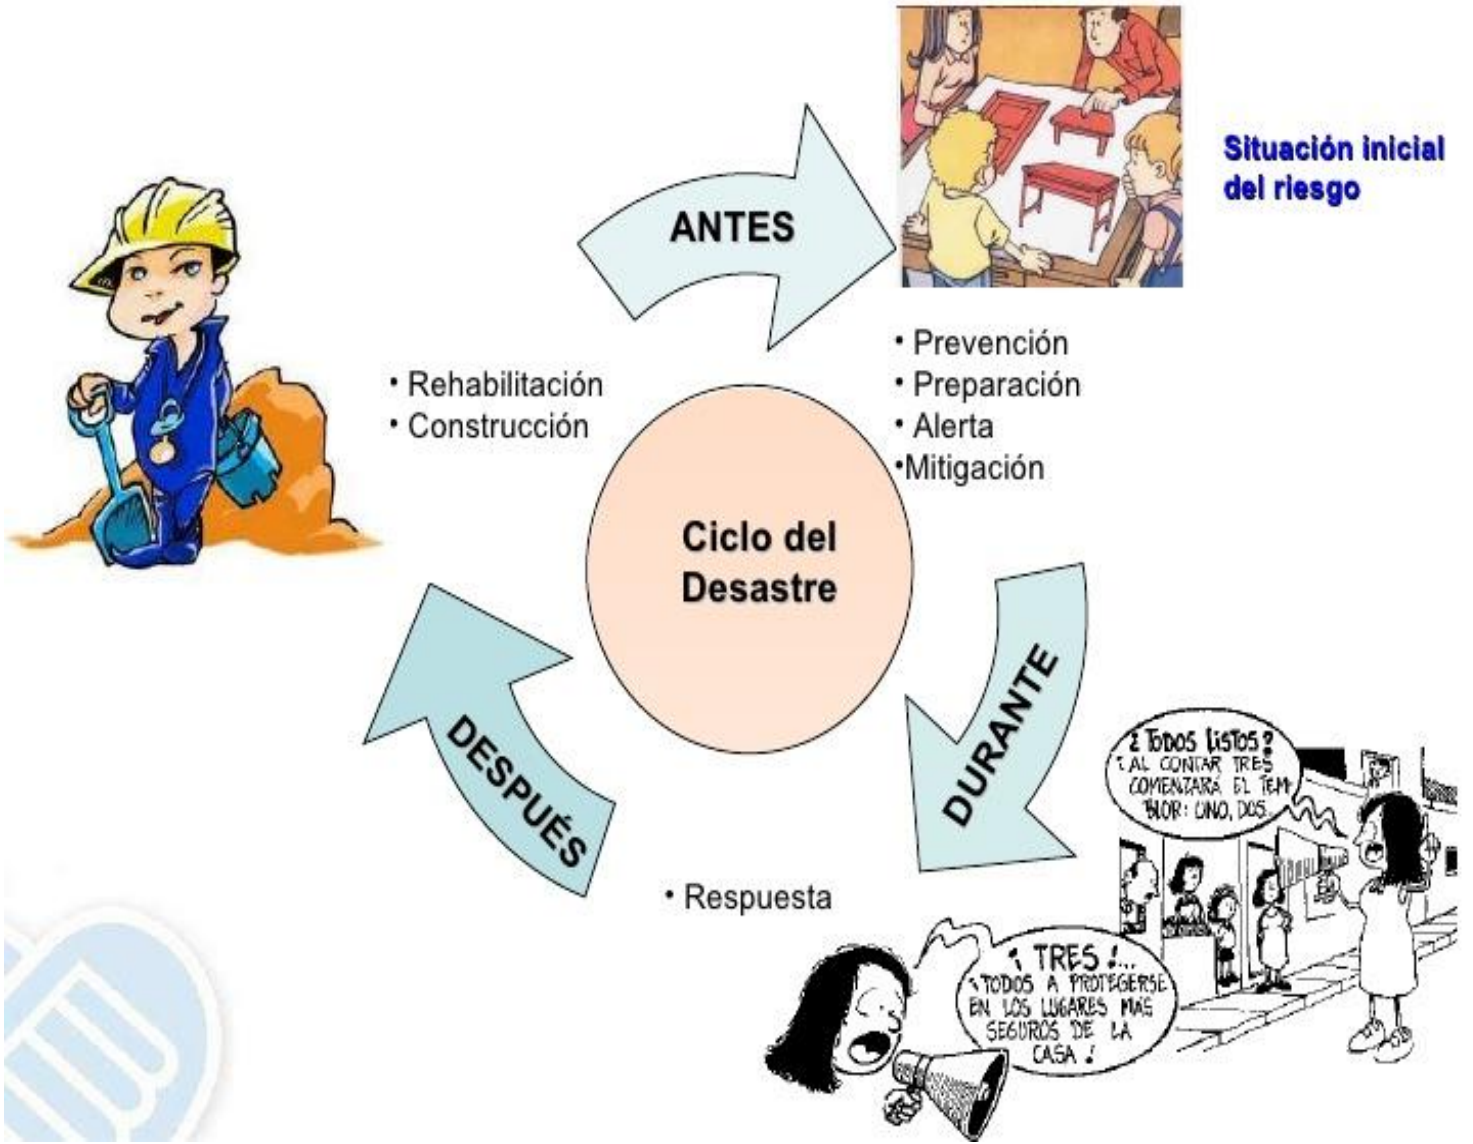 Situación inicial
del riesgo
ANTES
• Prevención
• Preparación
• Alerta
•Mitigación
• Rehabilitación
• Construcción
Ciclo del
Desastre
DURANTE
DESPUÉS
¿TODOS LISTOS?
¡AL CONTAR TRES
COMENZARÁ EL TEM
BLOR: UNO, DOS..
• Respuesta
¡TRES!...
¡TODOS A PROTEGERSE
EN LOS LUGARES MÁS
SEGUROS DE LA
CASA!